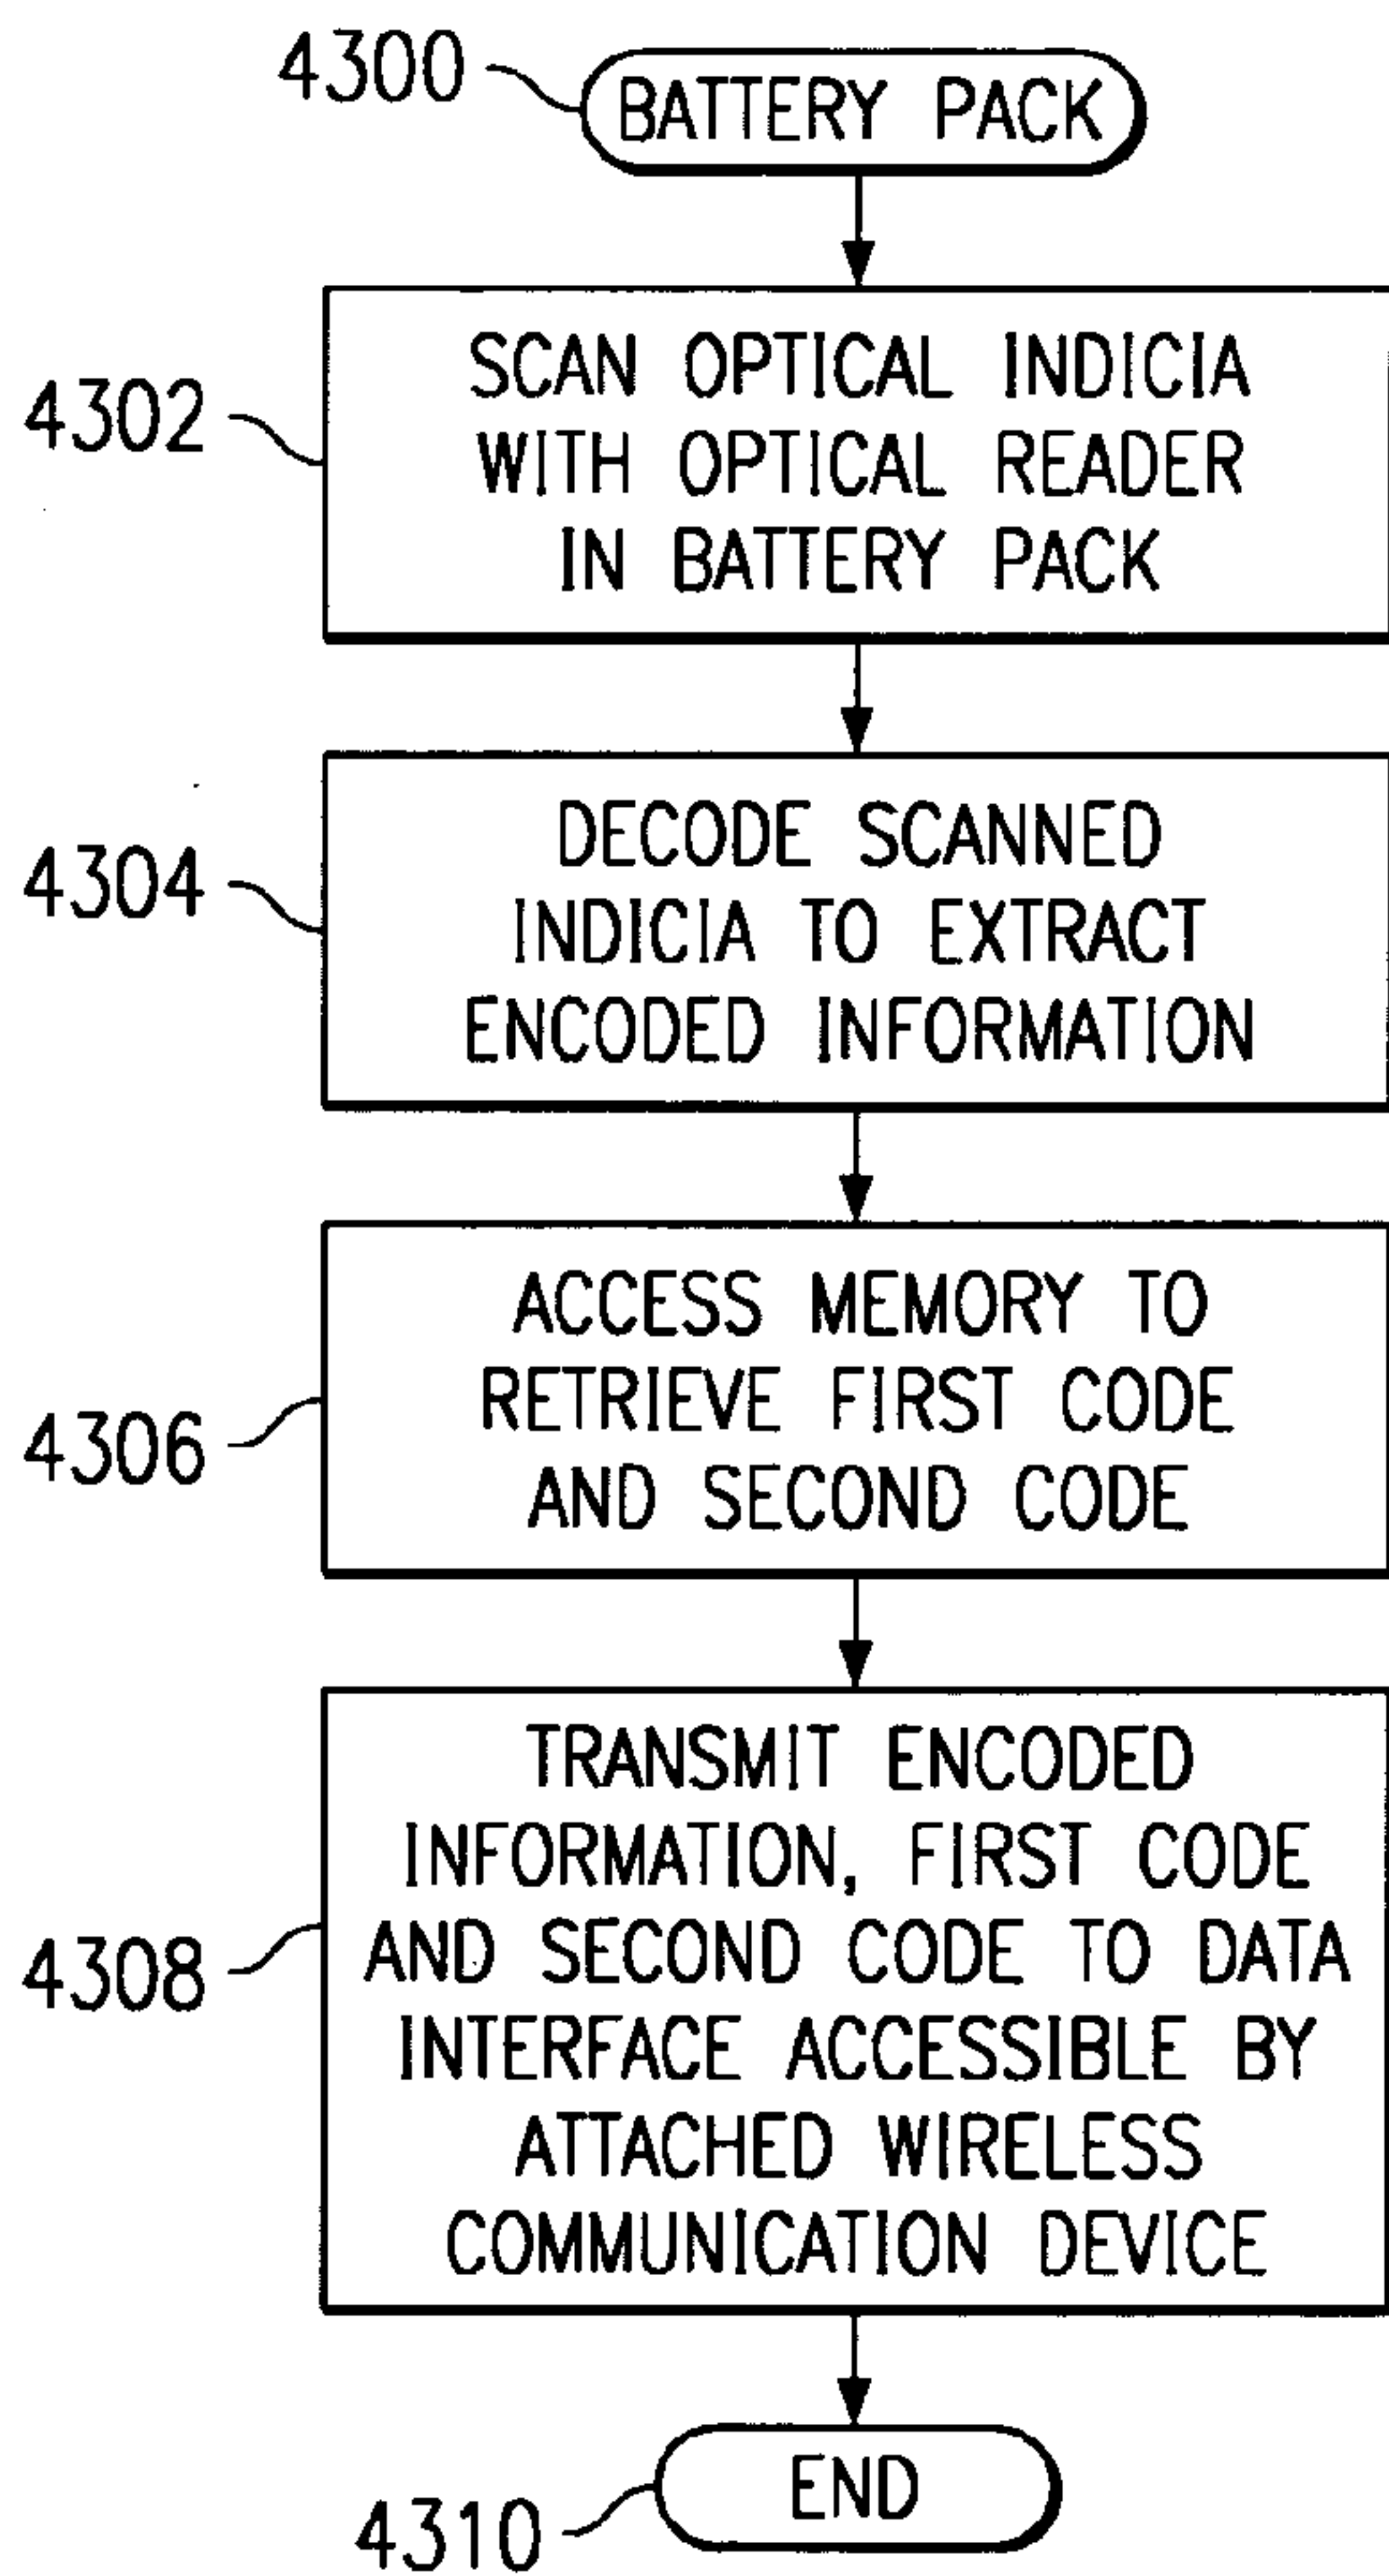 4300
BATTERY PACK
4302
SCAN OPTICAL INDICIA
WITH OPTICAL READER
IN BATTERY PACK
4304
DECODE SCANNED
INDICIA TO EXTRACT
ENCODED INFORMATION
4306
ACCESS MEMORY TO
RETRIEVE FIRST CODE
AND SECOND CODE
4308
TRANSMIT ENCODED
INFORMATION, FIRST CODE
AND SECOND CODE TO DATA
INTERFACE ACCESSIBLE BY
ATTACHED WIRELESS
COMMUNICATION DEVICE
4310
END